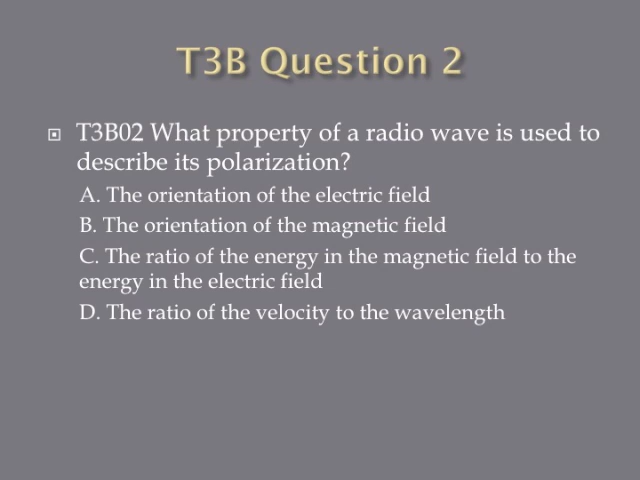 T3B Question 2
T3B02 What property of a radio wave is used to
describe its polarization?
A. The orientation of the electric field
B. The orientation of the magnetic field
C. The ratio of the energy in the magnetic field to the
energy in the electric field
D. The ratio of the velocity to the wavelength